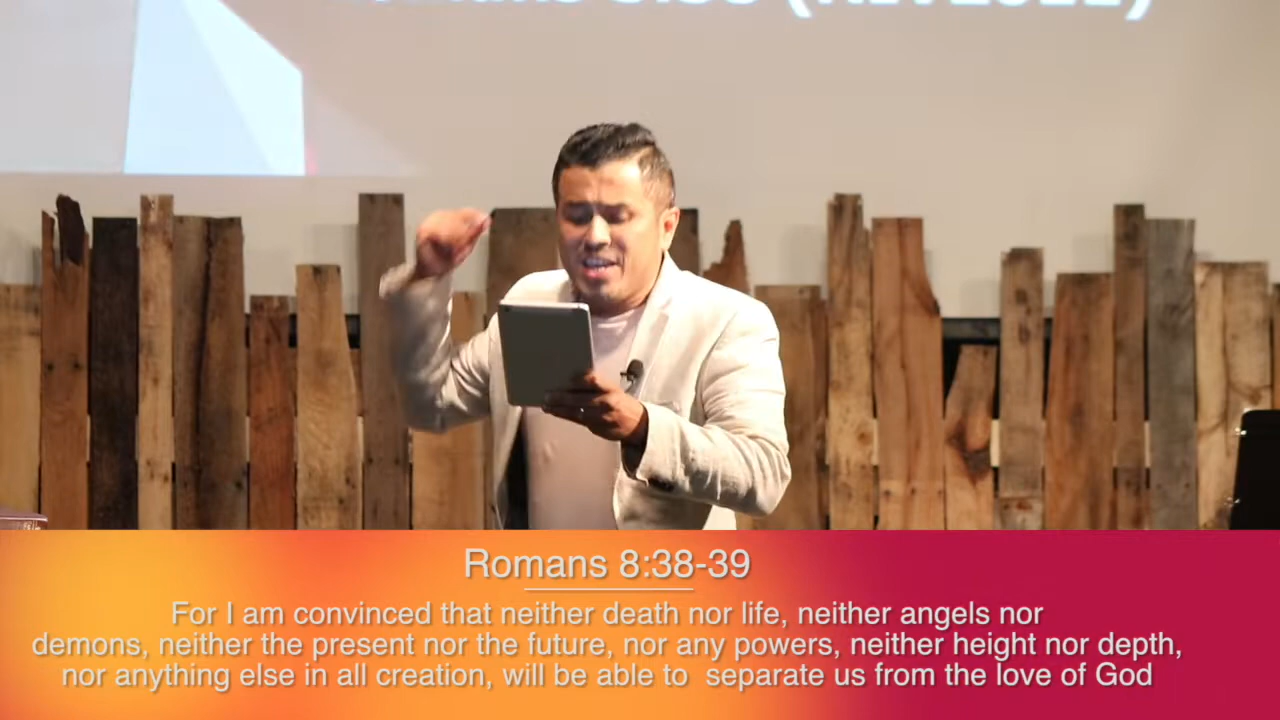 Romans 8:38-39
For I am convinced that neither death nor life, neither angels nor
demons, neither the present nor the future, nor any powers, neither height nor depth,
nor anything else in all creation, will be able to separate us from the love of God